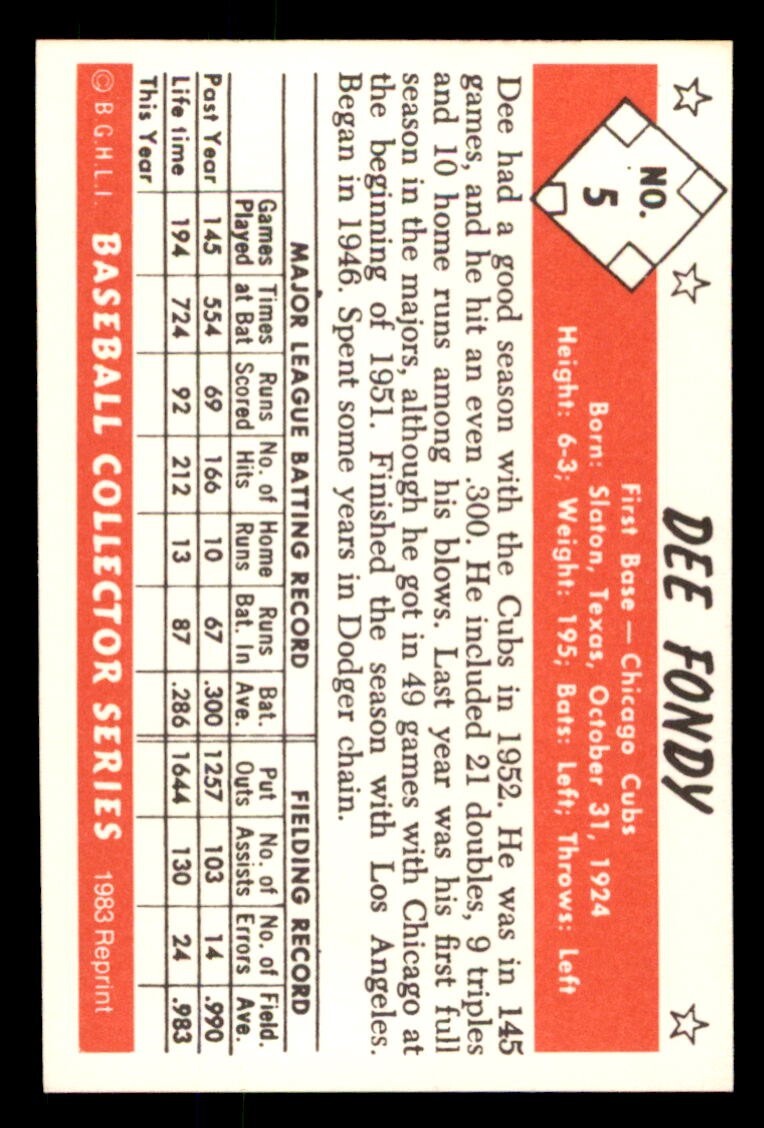 DEE FONDY
NO.
5
First Base — Chicago Cubs
Born: Slaton, Texas, October 31, 1924
Height: 6-3; Weight: 195; Bats: Left; Throws: Left
Dee had a good season with the Cubs in 1952. He was in 145
games, and he hit an even .300. He included 21 doubles, 9 triples
and 10 home runs among his blows. Last year was his first full
season in the majors, although he got in 49 games with Chicago at
the beginning of 1951. Finished the season with Los Angeles.
Began in 1946. Spent some years in Dodger chain.
MAJOR LEAGUE BATTING RECORD FIELDING RECORD
Games Times Runs No. of Home Runs Bat. Put No. of No. of Field.
Played at Bat Scored Hits Runs Bat. In Ave. Outs Assists Errors Ave.
Past Year 145 554 69 166 10 67 .300 1257 103 14 .990
Life time 194 724 92 212 13 87 .286 1644 130 24 .983
This Year
© B.G.H.L.I. BASEBALL COLLECTOR SERIES 1983 Reprint